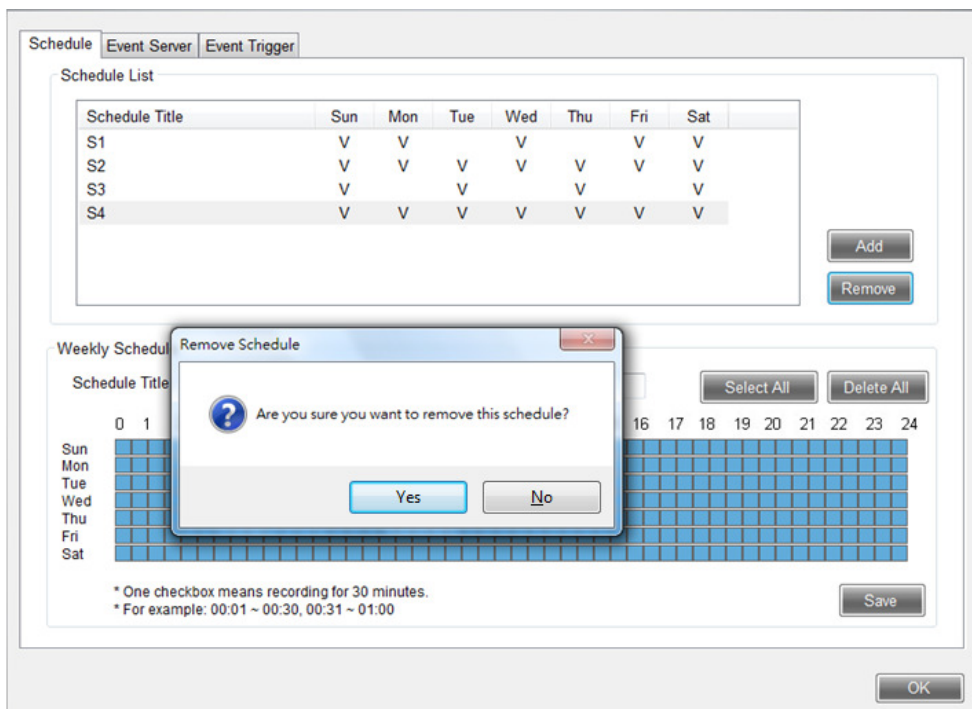 Schedule Event Server Event Trigger
Schedule List
Schedule Title Sun Mon Tue Wed Thu Fri Sat
S1 V V V V V
S2 V V V V V V V
S3 V V V V
S4 V V V V V V V
Add
Remove
Weekly Schedul
Remove Schedule
Schedule Title
Select All Delete All
Are you sure you want to remove this schedule?
0 1 16 17 18 19 20 21 22 23 24
Sun
Mon
Tue
Wed
Thu
Fri
Sat
Yes No
* One checkbox means recording for 30 minutes.
* For example: 00:01 ~ 00:30, 00:31 ~ 01:00
Save
OK